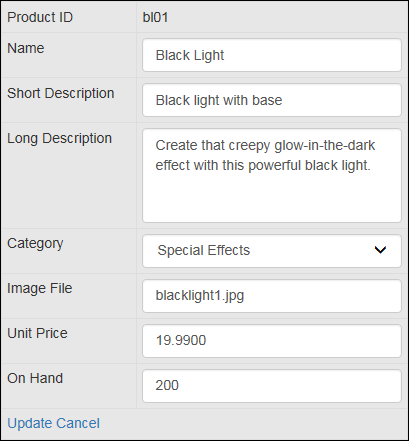 Product ID bl01
Name Black Light
Short Description Black light with base
Long Description Create that creepy glow-in-the-dark
effect with this powerful black light.
Category Special Effects
Image File blacklight1.jpg
Unit Price 19.9900
On Hand 200
Update Cancel